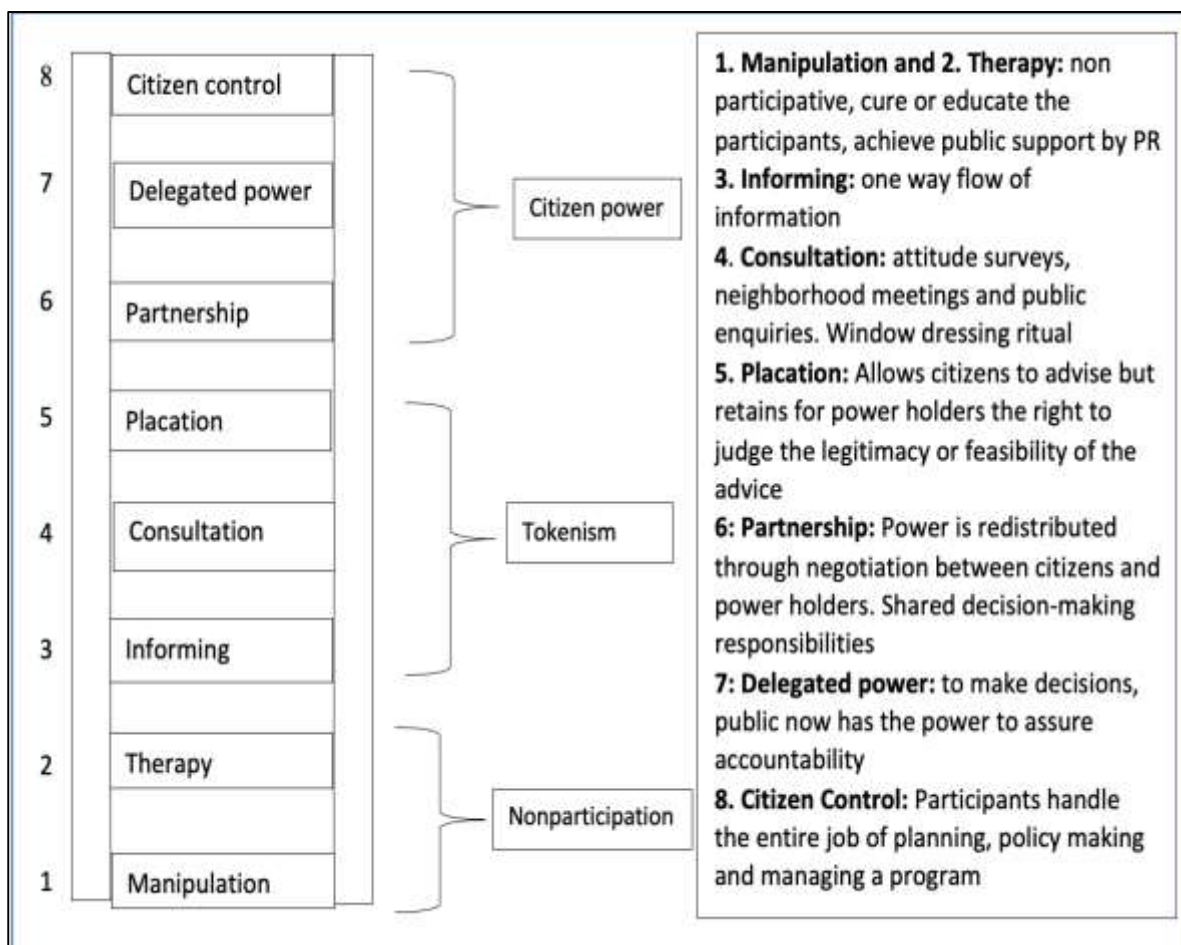 8
Citizen control
7
Delegated power
Citizen power
6
Partnership
5
Placation
4
Consultation
Tokenism
3
Informing
2
Therapy
Nonparticipation
1
Manipulation
1. Manipulation and 2. Therapy: non
participative, cure or educate the
participants, achieve public support by PR
3. Informing: one way flow of
information
4. Consultation: attitude surveys,
neighborhood meetings and public
enquiries. Window dressing ritual
5. Placation: Allows citizens to advise but
retains for power holders the right to
judge the legitimacy or feasibility of the
advice
6: Partnership: Power is redistributed
through negotiation between citizens and
power holders. Shared decision-making
responsibilities
7: Delegated power: to make decisions,
public now has the power to assure
accountability
8. Citizen Control: Participants handle
the entire job of planning, policy making
and managing a program